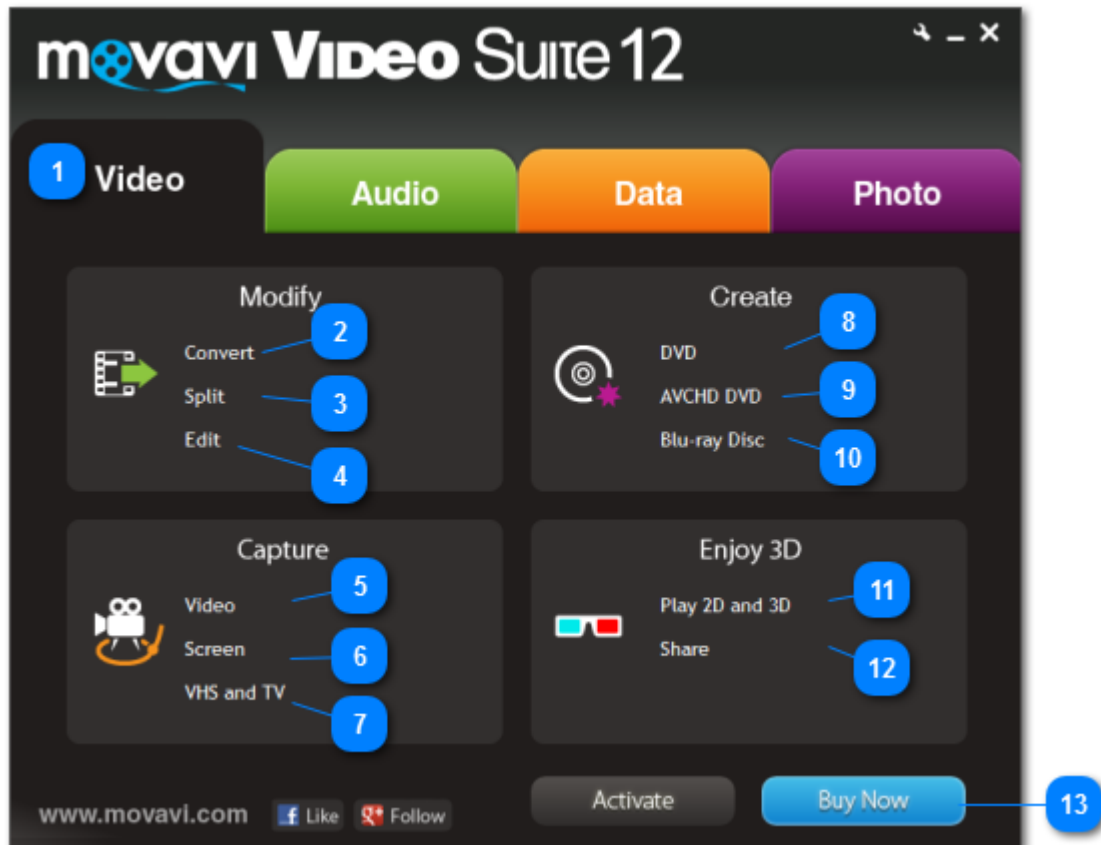 movavi VIDEO SUITE 12
1 Video
Audio
Data
Photo
Modify
Convert 2
Split 3
Edit 4
Create
DVD 8
AVCHD DVD 9
Blu-ray Disc 10
Capture
Video 5
Screen 6
VHS and TV 7
Enjoy 3D
Play 2D and 3D 11
Share 12
www.movavi.com f Like g+ Follow
Activate
Buy Now 13